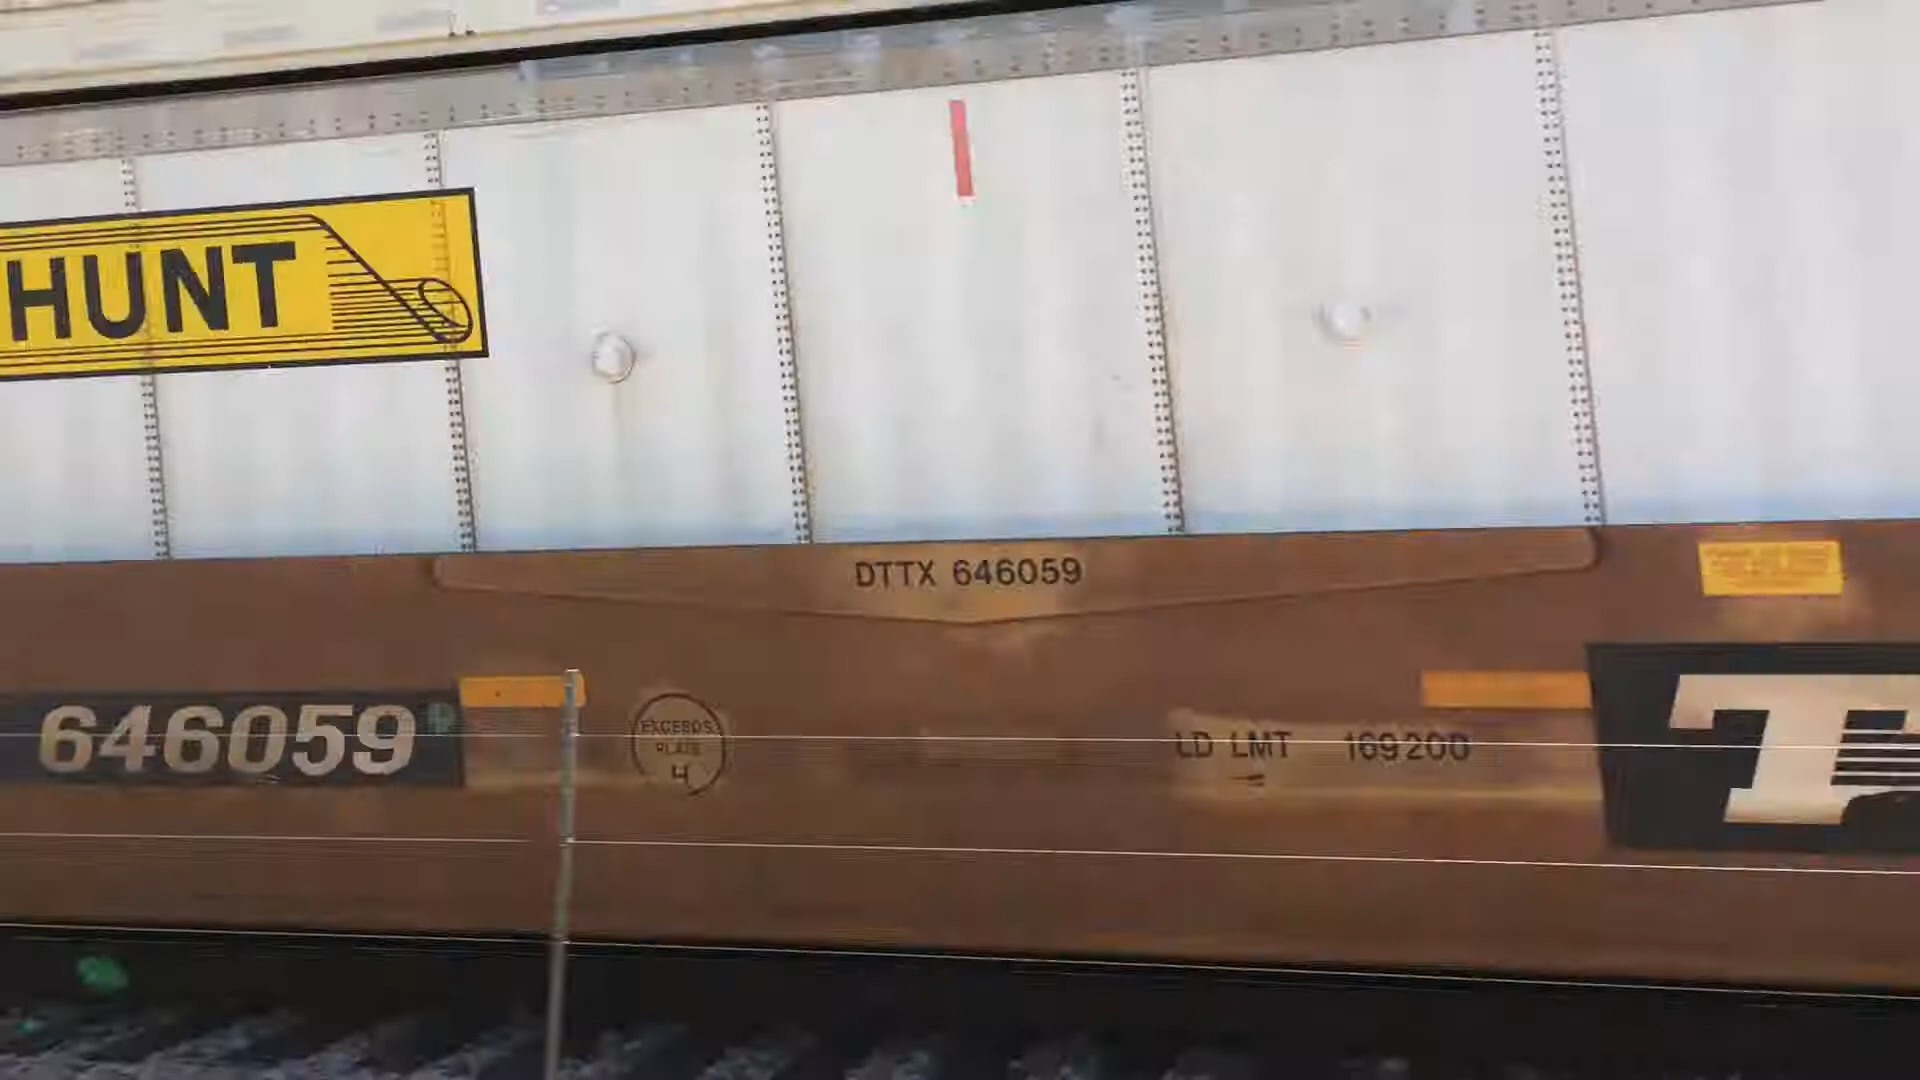 HUNT
DTTX 646059
646059
EXCEEDS
PLATE
H
LD LMT 169200